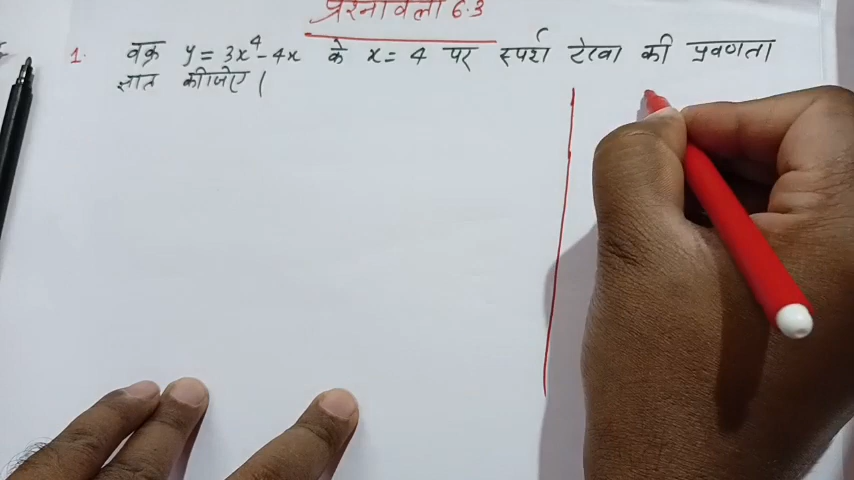 प्रश्नावली 6.3
1. वक्र y = 3x⁴ - 4x के x = 4 पर स्पर्श रेखा की प्रवणता
ज्ञात कीजिए ।